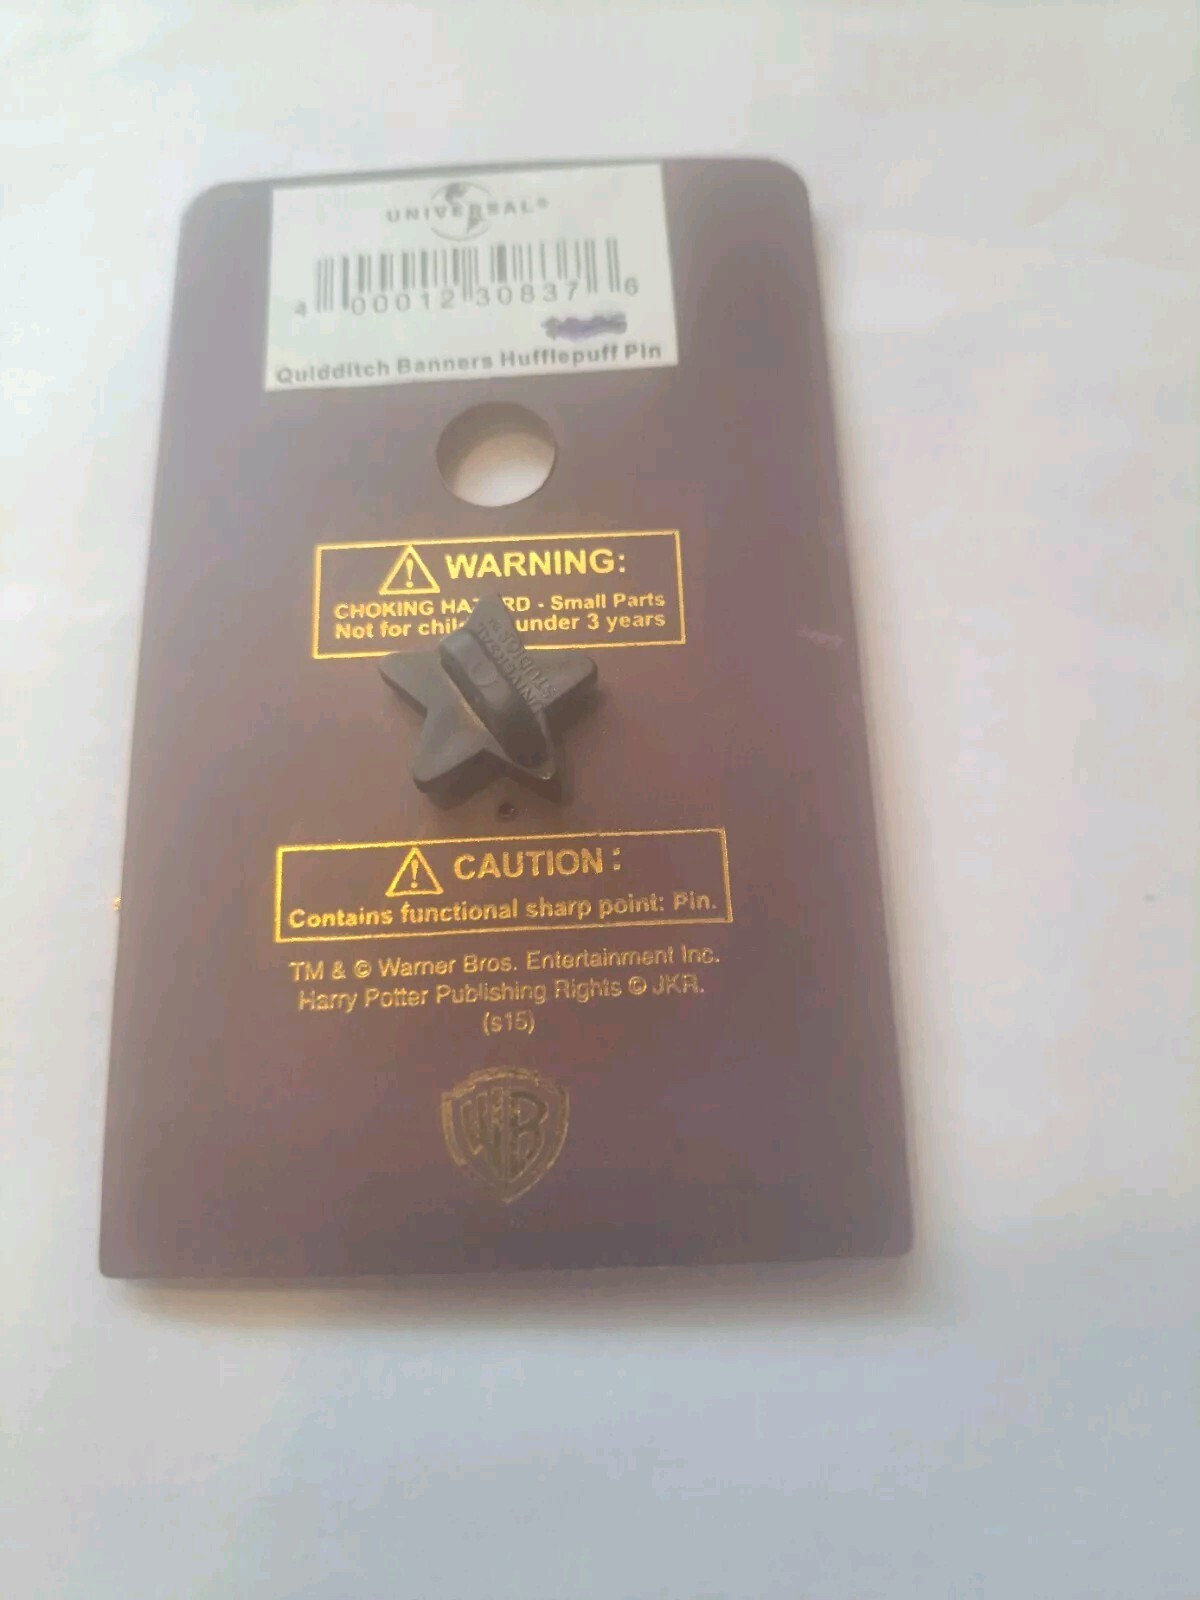 UNIVERSAL®
4 00012 30837 6
Quidditch Banners Hufflepuff Pin
WARNING:
CHOKING HA RD - Small Parts
Not for chil under 3 years
UNIVERSAL
STUDIOS™
CAUTION:
Contains functional sharp point: Pin.
TM & © Warner Bros. Entertainment Inc.
Harry Potter Publishing Rights © JKR.
(s15)
WB